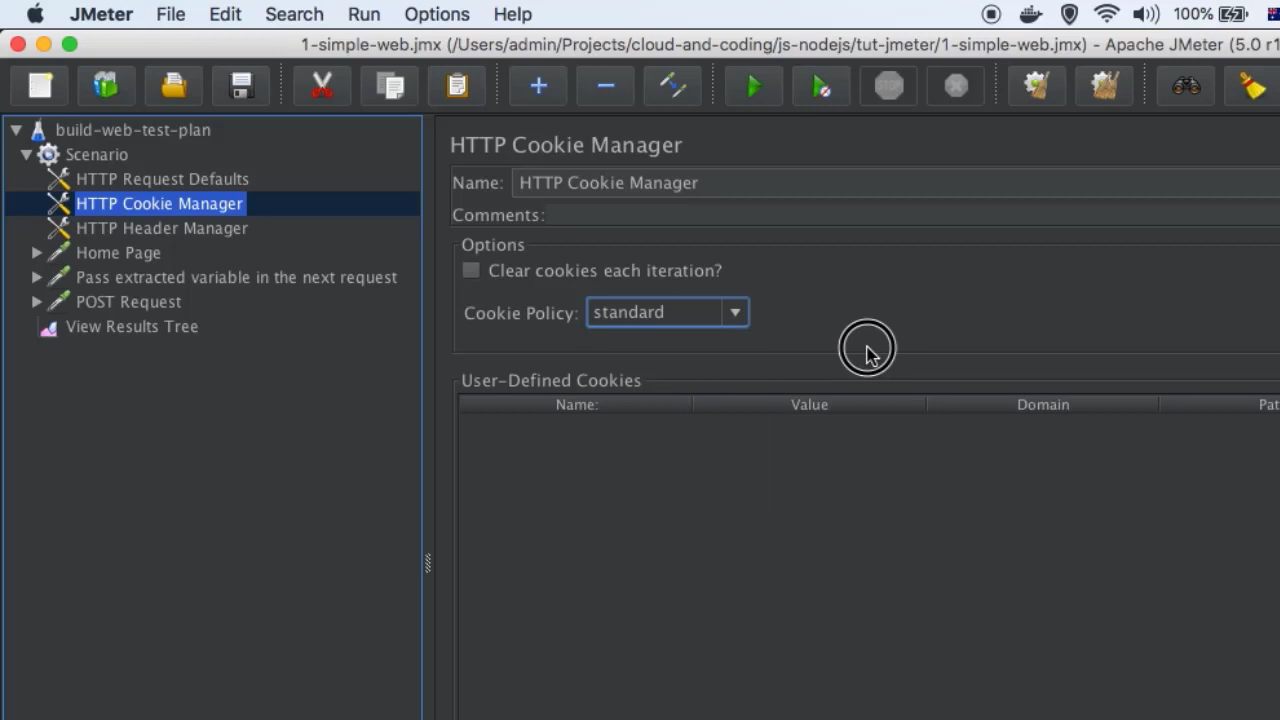 JMeter File Edit Search Run Options Help 100%
1-simple-web.jmx (/Users/admin/Projects/cloud-and-coding/js-nodejs/tut-jmeter/1-simple-web.jmx) - Apache JMeter (5.0 r1
STOP
build-web-test-plan
Scenario
HTTP Request Defaults
HTTP Cookie Manager
HTTP Header Manager
Home Page
Pass extracted variable in the next request
POST Request
View Results Tree
HTTP Cookie Manager
Name: HTTP Cookie Manager
Comments:
Options
Clear cookies each iteration?
Cookie Policy: standard
User-Defined Cookies
Name: Value Domain Pat